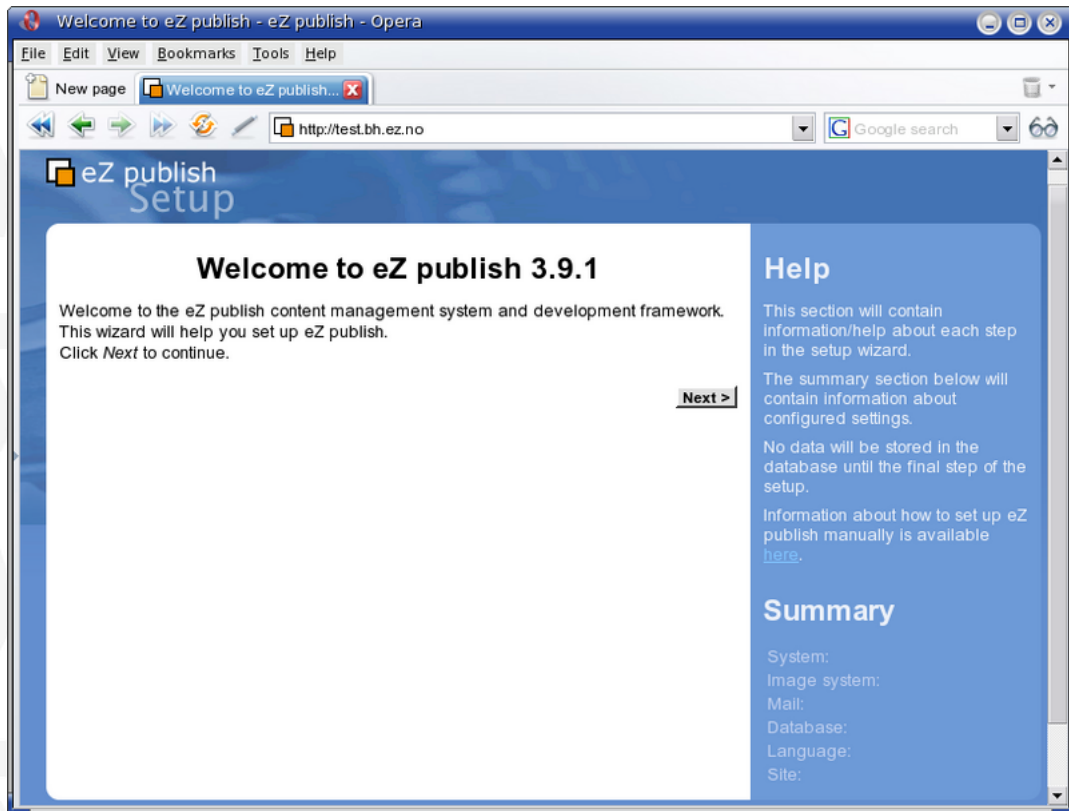 Welcome to eZ publish - eZ publish - Opera
File Edit View Bookmarks Tools Help
New page Welcome to eZ publish...
http://test.bh.ez.no G Google search
eZ publish
Setup
Welcome to eZ publish 3.9.1
Welcome to the eZ publish content management system and development framework.
This wizard will help you set up eZ publish.
Click Next to continue.
Next >
Help
This section will contain
information/help about each step
in the setup wizard.
The summary section below will
contain information about
configured settings.
No data will be stored in the
database until the final step of the
setup.
Information about how to set up eZ
publish manually is available
here.
Summary
System:
Image system:
Mail:
Database:
Language:
Site: